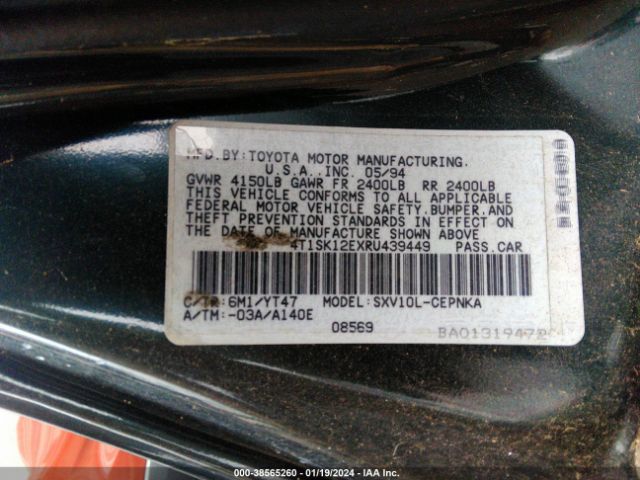 MFD.BY:TOYOTA MOTOR MANUFACTURING.
U.S.A.,INC. 05/94
GVWR 4150LB GAWR FR 2400LB RR 2400LB
THIS VEHICLE CONFORMS TO ALL APPLICABLE
FEDERAL MOTOR VEHICLE SAFETY,BUMPER,AND
THEFT PREVENTION STANDARDS IN EFFECT ON
THE DATE OF MANUFACTURE SHOWN ABOVE
4T1SK12EXRU439449 PASS.CAR
C/TR:6M1/YT47 MODEL:SXV10L-CEPNKA
A/TM:-03A/A140E
08569
BA01319472
000-38565260 - 01/19/2024 - IAA Inc.